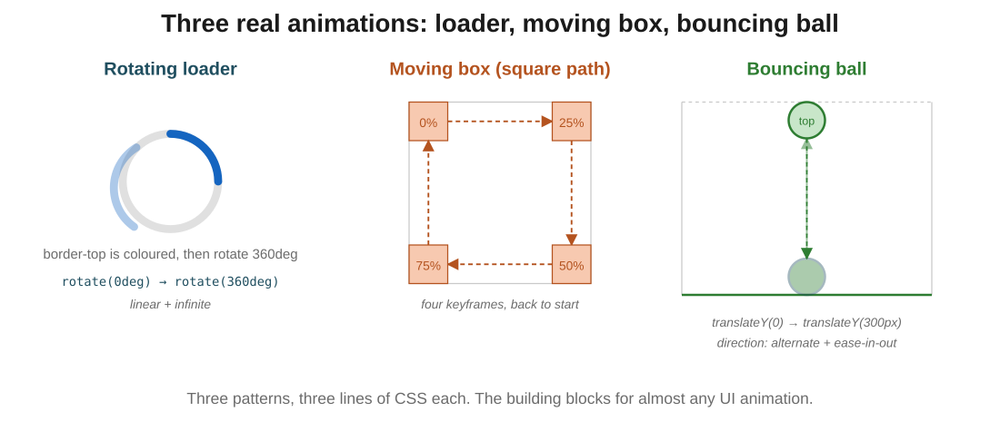 Three real animations: loader, moving box, bouncing ball
Rotating loader
border-top is coloured, then rotate 360deg
rotate(0deg) → rotate(360deg)
linear + infinite
Moving box (square path)
0%
25%
75%
50%
four keyframes, back to start
Bouncing ball
top
translateY(0) → translateY(300px)
direction: alternate + ease-in-out
Three patterns, three lines of CSS each. The building blocks for almost any UI animation.